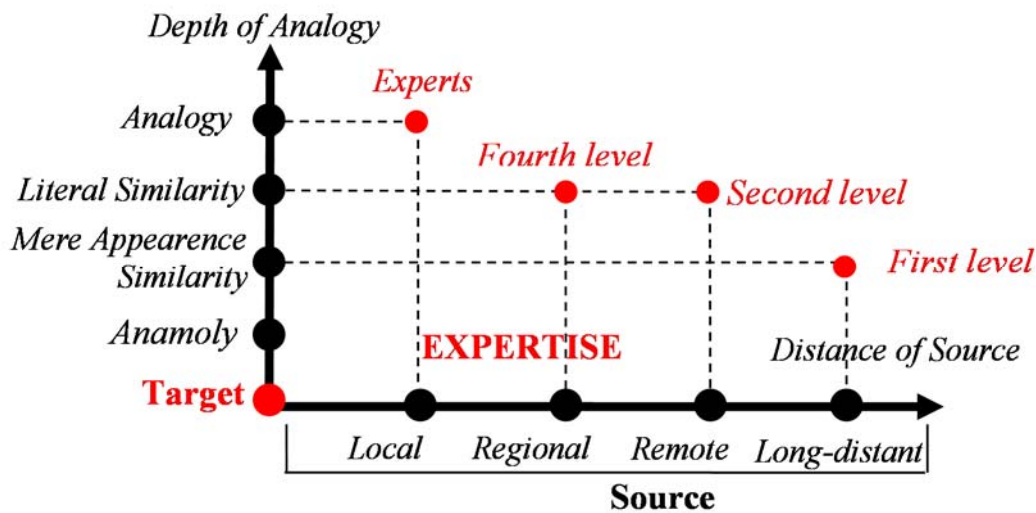 Depth of Analogy
Experts
Analogy
Fourth level
Literal Similarity
Second level
Mere Appearence
Similarity
First level
Anamoly
EXPERTISE
Distance of Source
Target
Local
Regional
Remote
Long-distant
Source